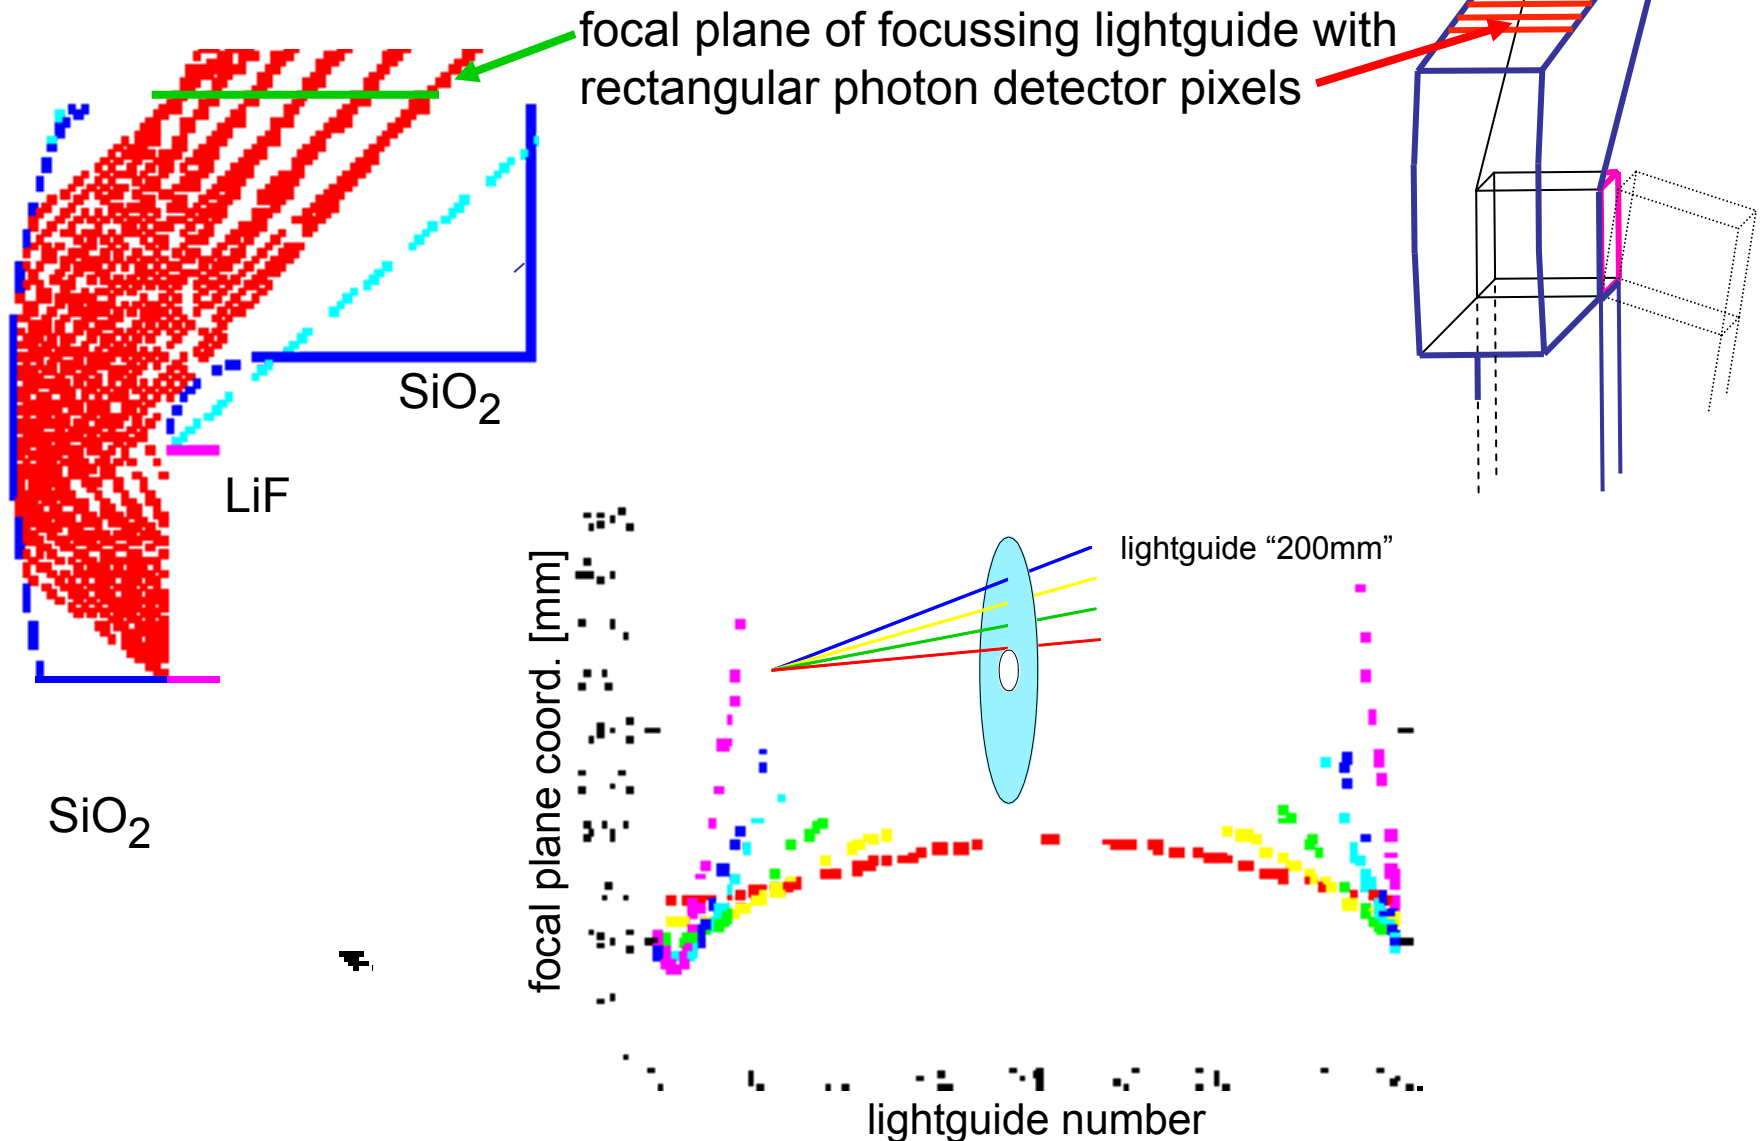 focal plane of focussing lightguide with
rectangular photon detector pixels
SiO2
LiF
SiO2
lightguide “200mm”
focal plane coord. [mm]
lightguide number